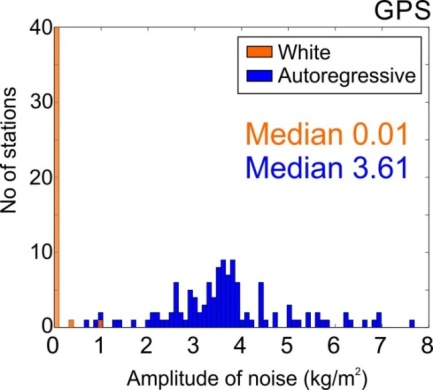 GPS
40
30
20
10
0
No of stations
White
Autoregressive
Median 0.01
Median 3.61
0 1 2 3 4 5 6 7 8
Amplitude of noise (kg/m²)